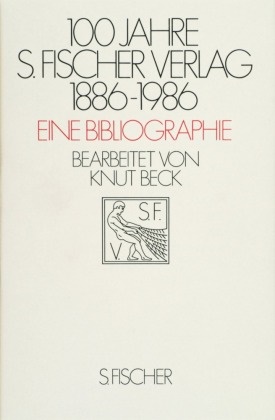 100 JAHRE
S. FISCHER VERLAG
1886-1986
EINE BIBLIOGRAPHIE
BEARBEITET VON
KNUT BECK
S.F.
V.
S. FISCHER